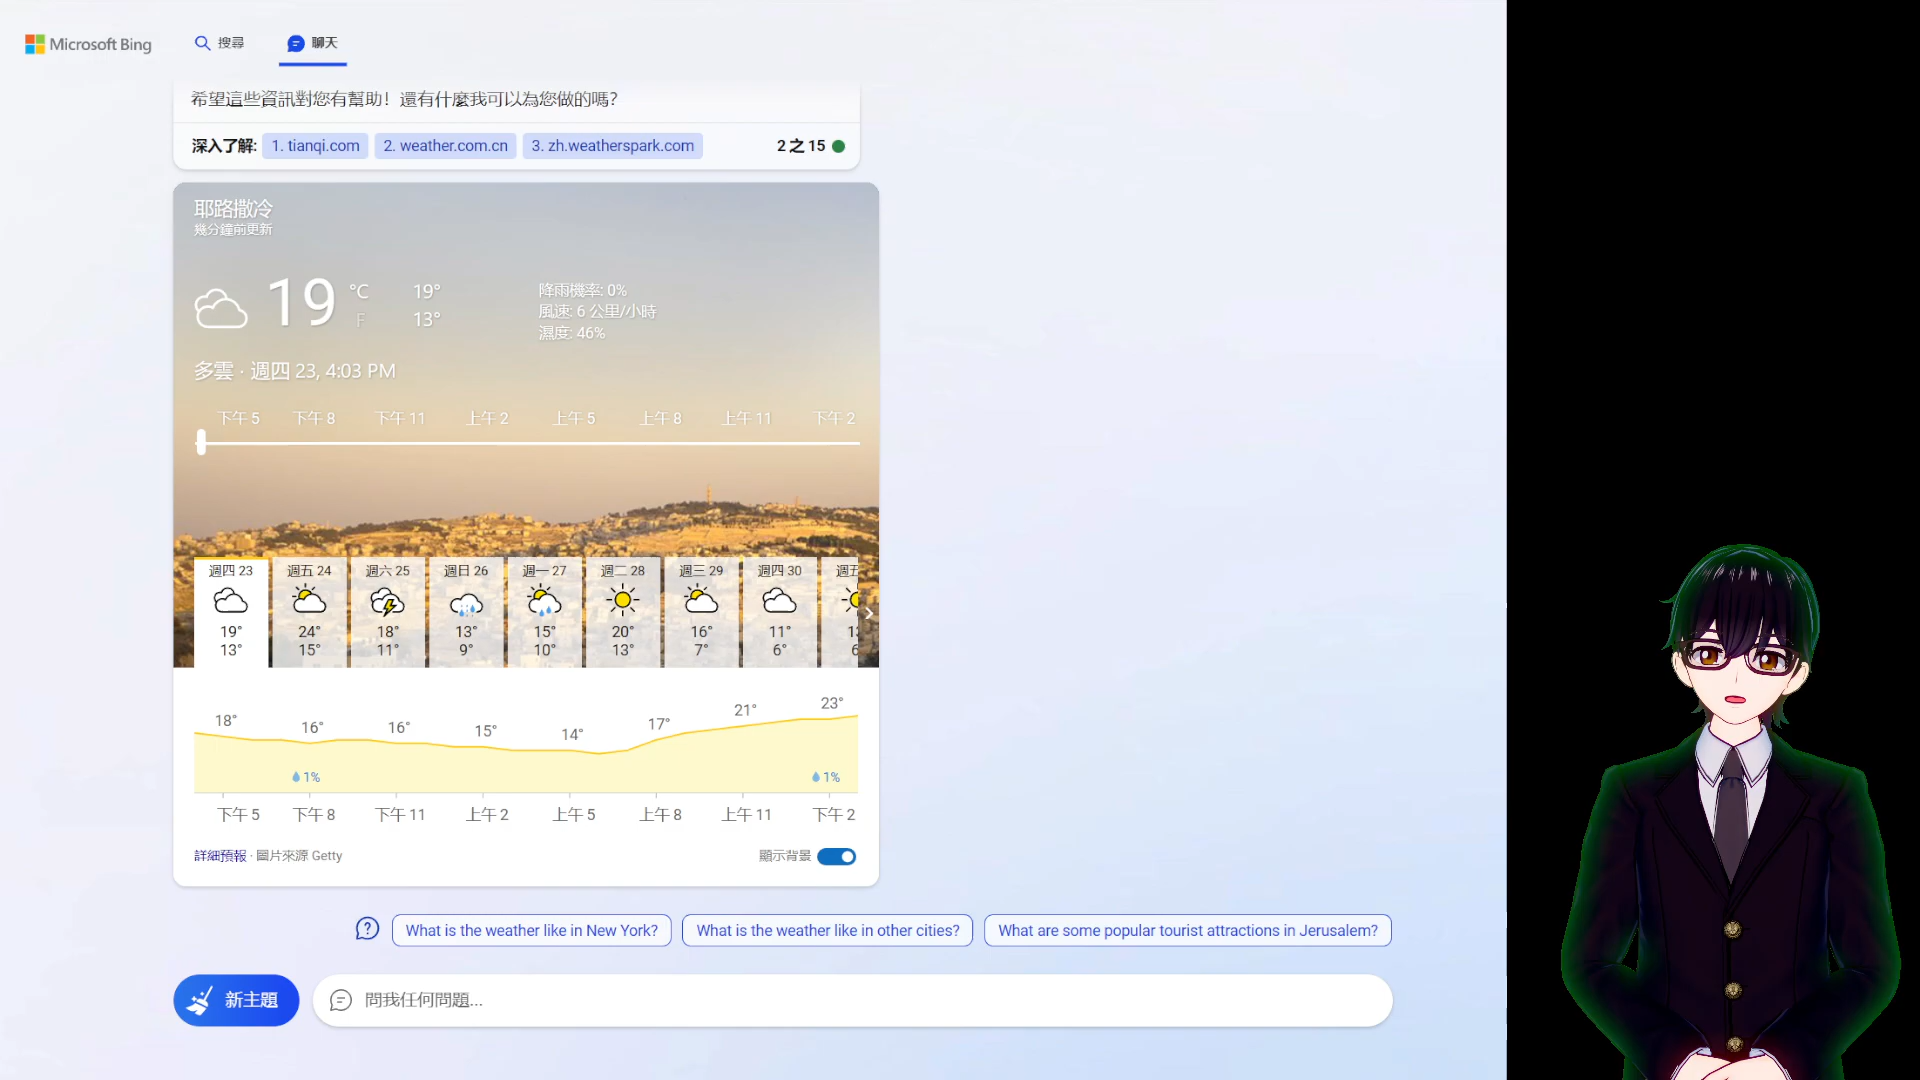 Microsoft Bing
搜尋
聊天
希望這些資訊對您有幫助！還有什麼我可以為您做的嗎？
深入了解: 1. tianqi.com 2. weather.com.cn 3. zh.weatherspark.com 2 之 15
耶路撒冷
幾分鐘前更新
19 °C F 19° 13°
降雨機率: 0%
風速: 6 公里/小時
濕度: 46%
多雲 · 週四 23, 4:03 PM
下午 5 下午 8 下午 11 上午 2 上午 5 上午 8 上午 11 下午 2
週四 23 週五 24 週六 25 週日 26 週一 27 週二 28 週三 29 週四 30 週五
19° 24° 18° 13° 15° 20° 16° 11°
13° 15° 11° 9° 10° 13° 7° 6° 6
18° 16° 16° 15° 14° 17° 21° 23°
1% 1%
下午 5 下午 8 下午 11 上午 2 上午 5 上午 8 上午 11 下午 2
詳細預報 · 圖片來源 Getty 顯示背景
What is the weather like in New York? What is the weather like in other cities? What are some popular tourist attractions in Jerusalem?
新主題 問我任何問題...